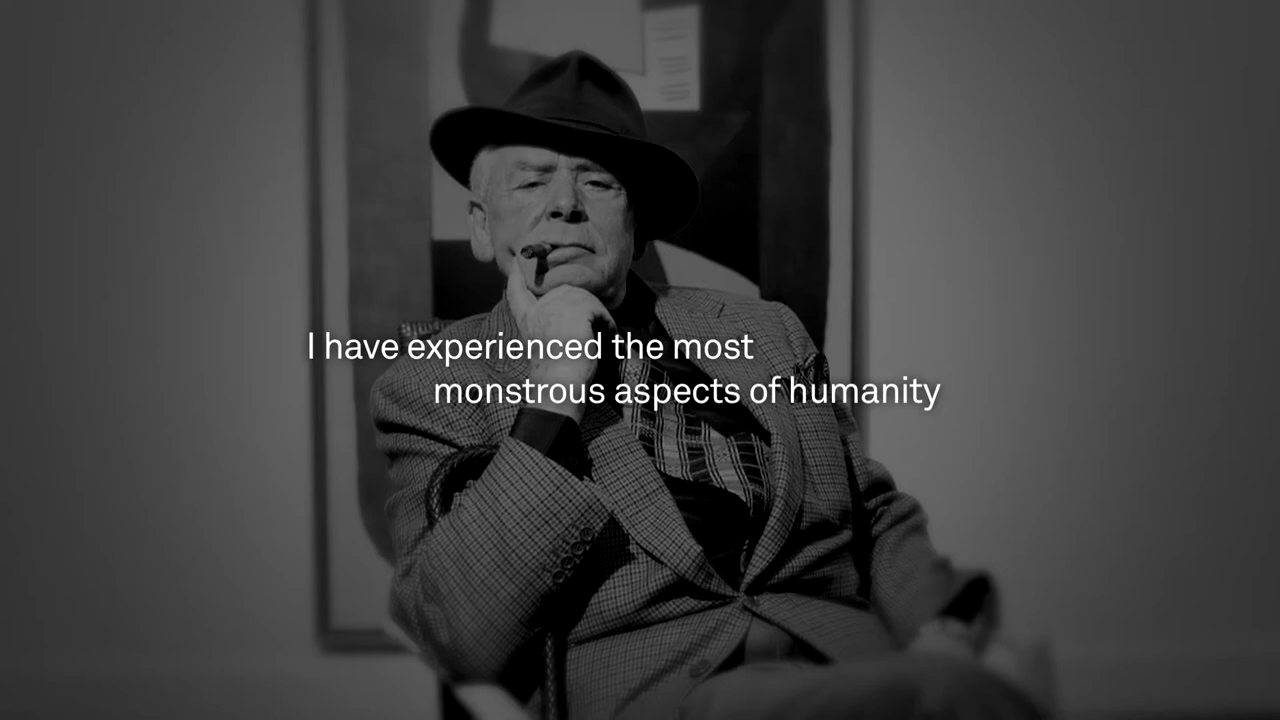 I have experienced the most
monstrous aspects of humanity